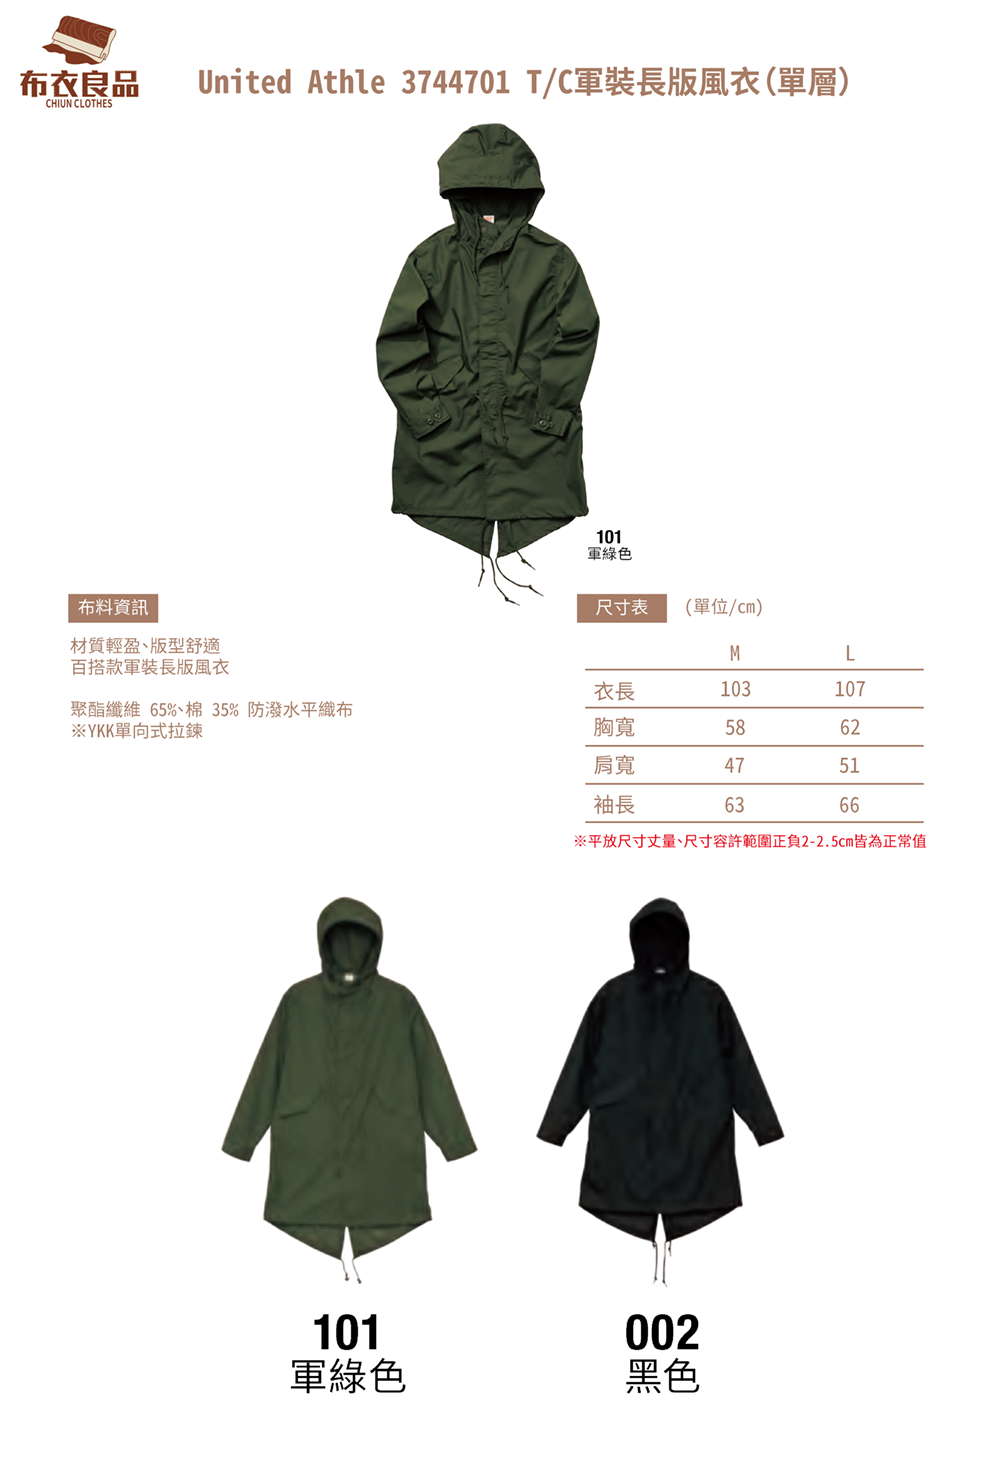 布衣良品
CHIUN CLOTHES
United Athle 3744701 T/C軍裝長版風衣(單層)
101
軍綠色
布料資訊
材質輕盈、版型舒適
百搭款軍裝長版風衣
聚酯纖維 65%、棉 35% 防潑水平織布
※YKK單向式拉鍊
尺寸表 (單位/cm)
M L
衣長 103 107
胸寬 58 62
肩寬 47 51
袖長 63 66
※平放尺寸丈量、尺寸容許範圍正負2-2.5cm皆為正常值
101
軍綠色
002
黑色